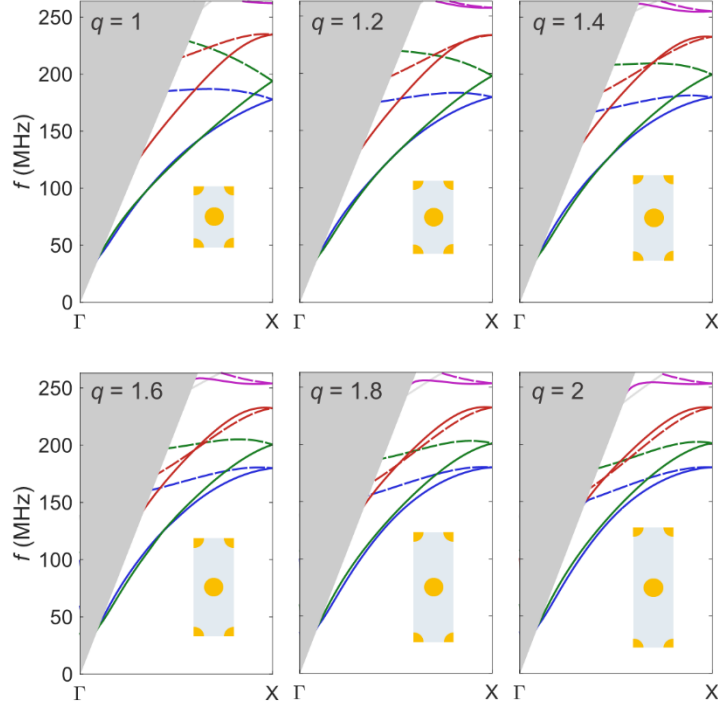 q = 1
q = 1.2
q = 1.4
f (MHz)
250
200
150
100
50
0
Γ
X
Γ
X
Γ
X
q = 1.6
q = 1.8
q = 2
f (MHz)
250
200
150
100
50
0
Γ
X
Γ
X
Γ
X